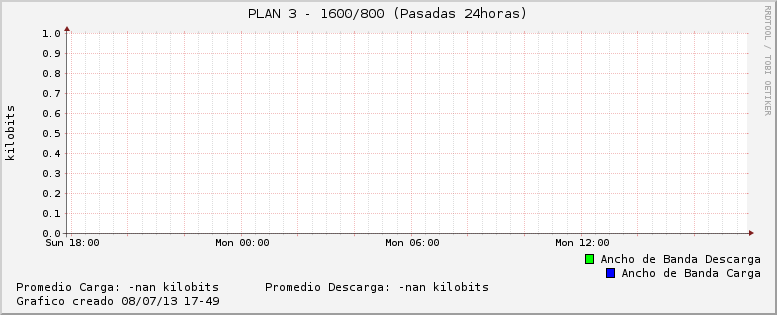 PLAN 3 - 1600/800 (Pasadas 24horas)
RRDTOOL / TOBI OETIKER
kilobits
1.0
0.9
0.8
0.7
0.6
0.5
0.4
0.3
0.2
0.1
0.0
Sun 18:00 Mon 00:00 Mon 06:00 Mon 12:00
Ancho de Banda Descarga
Ancho de Banda Carga
Promedio Carga: -nan kilobits Promedio Descarga: -nan kilobits
Grafico creado 08/07/13 17-49